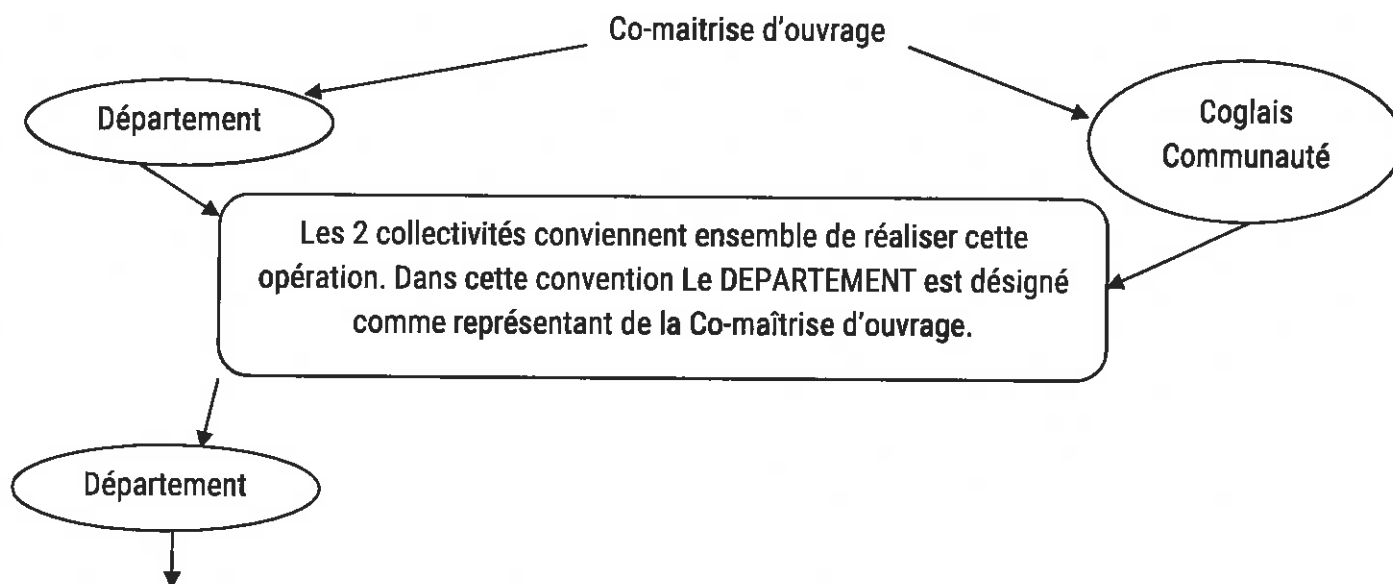 Co-maitrise d'ouvrage
Département
Coglais
Communauté
Les 2 collectivités conviennent ensemble de réaliser cette
opération. Dans cette convention Le DEPARTEMENT est désigné
comme représentant de la Co-maîtrise d'ouvrage.
Département